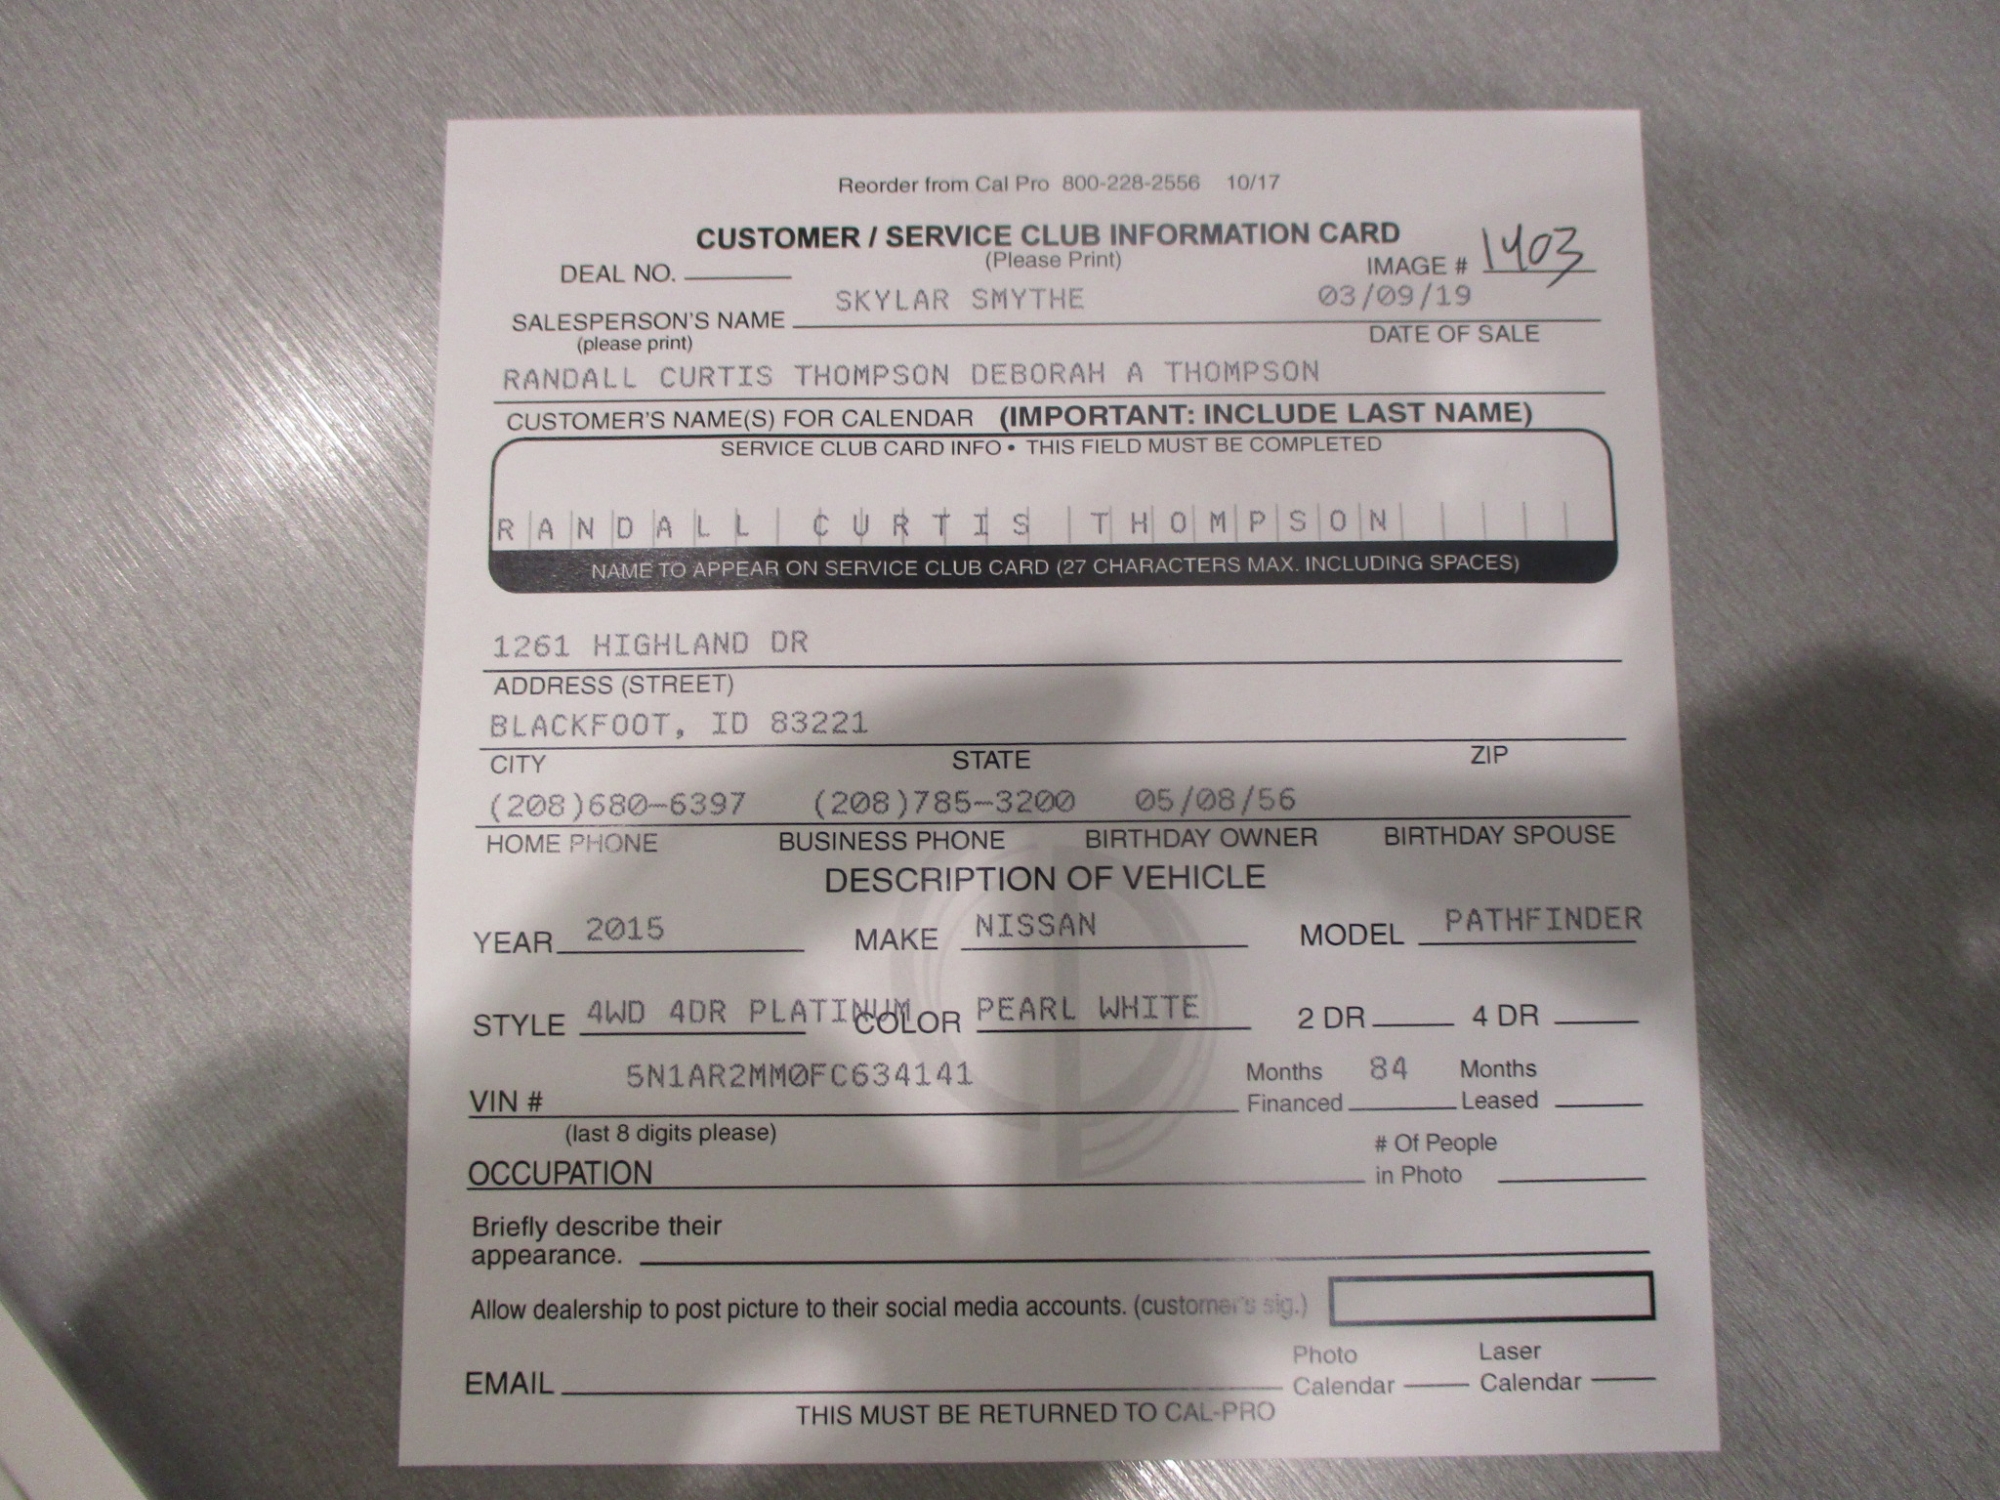 Reorder from Cal Pro 800-228-2556 10/17
CUSTOMER / SERVICE CLUB INFORMATION CARD
(Please Print)
DEAL NO. IMAGE # 1403
SKYLAR SMYTHE 03/09/19
SALESPERSON'S NAME DATE OF SALE
(please print)
RANDALL CURTIS THOMPSON DEBORAH A THOMPSON
CUSTOMER'S NAME(S) FOR CALENDAR (IMPORTANT: INCLUDE LAST NAME)
SERVICE CLUB CARD INFO • THIS FIELD MUST BE COMPLETED
RANDALL CURTIS THOMPSON
NAME TO APPEAR ON SERVICE CLUB CARD (27 CHARACTERS MAX. INCLUDING SPACES)
1261 HIGHLAND DR
ADDRESS (STREET)
BLACKFOOT, ID 83221
CITY STATE ZIP
(208)680-6397 (208)785-3200 05/08/56
HOME PHONE BUSINESS PHONE BIRTHDAY OWNER BIRTHDAY SPOUSE
DESCRIPTION OF VEHICLE
YEAR 2015 MAKE NISSAN MODEL PATHFINDER
STYLE 4WD 4DR PLATINUM COLOR PEARL WHITE 2 DR 4 DR
5N1AR2MM0FC634141 Months 84 Months
VIN # Financed Leased
(last 8 digits please)
# Of People
OCCUPATION in Photo
Briefly describe their
appearance.
Allow dealership to post picture to their social media accounts. (customer's sig.)
Photo Laser
EMAIL Calendar Calendar
THIS MUST BE RETURNED TO CAL-PRO